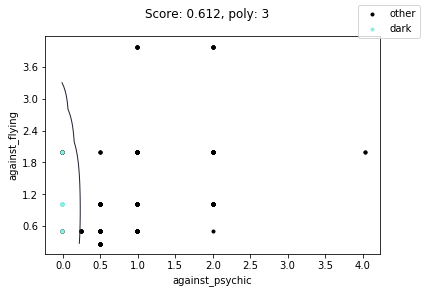 Score: 0.612, poly: 3
other
dark
against_flying
3.6
3.0
2.4
1.8
1.2
0.6
0.0 0.5 1.0 1.5 2.0 2.5 3.0 3.5 4.0
against_psychic